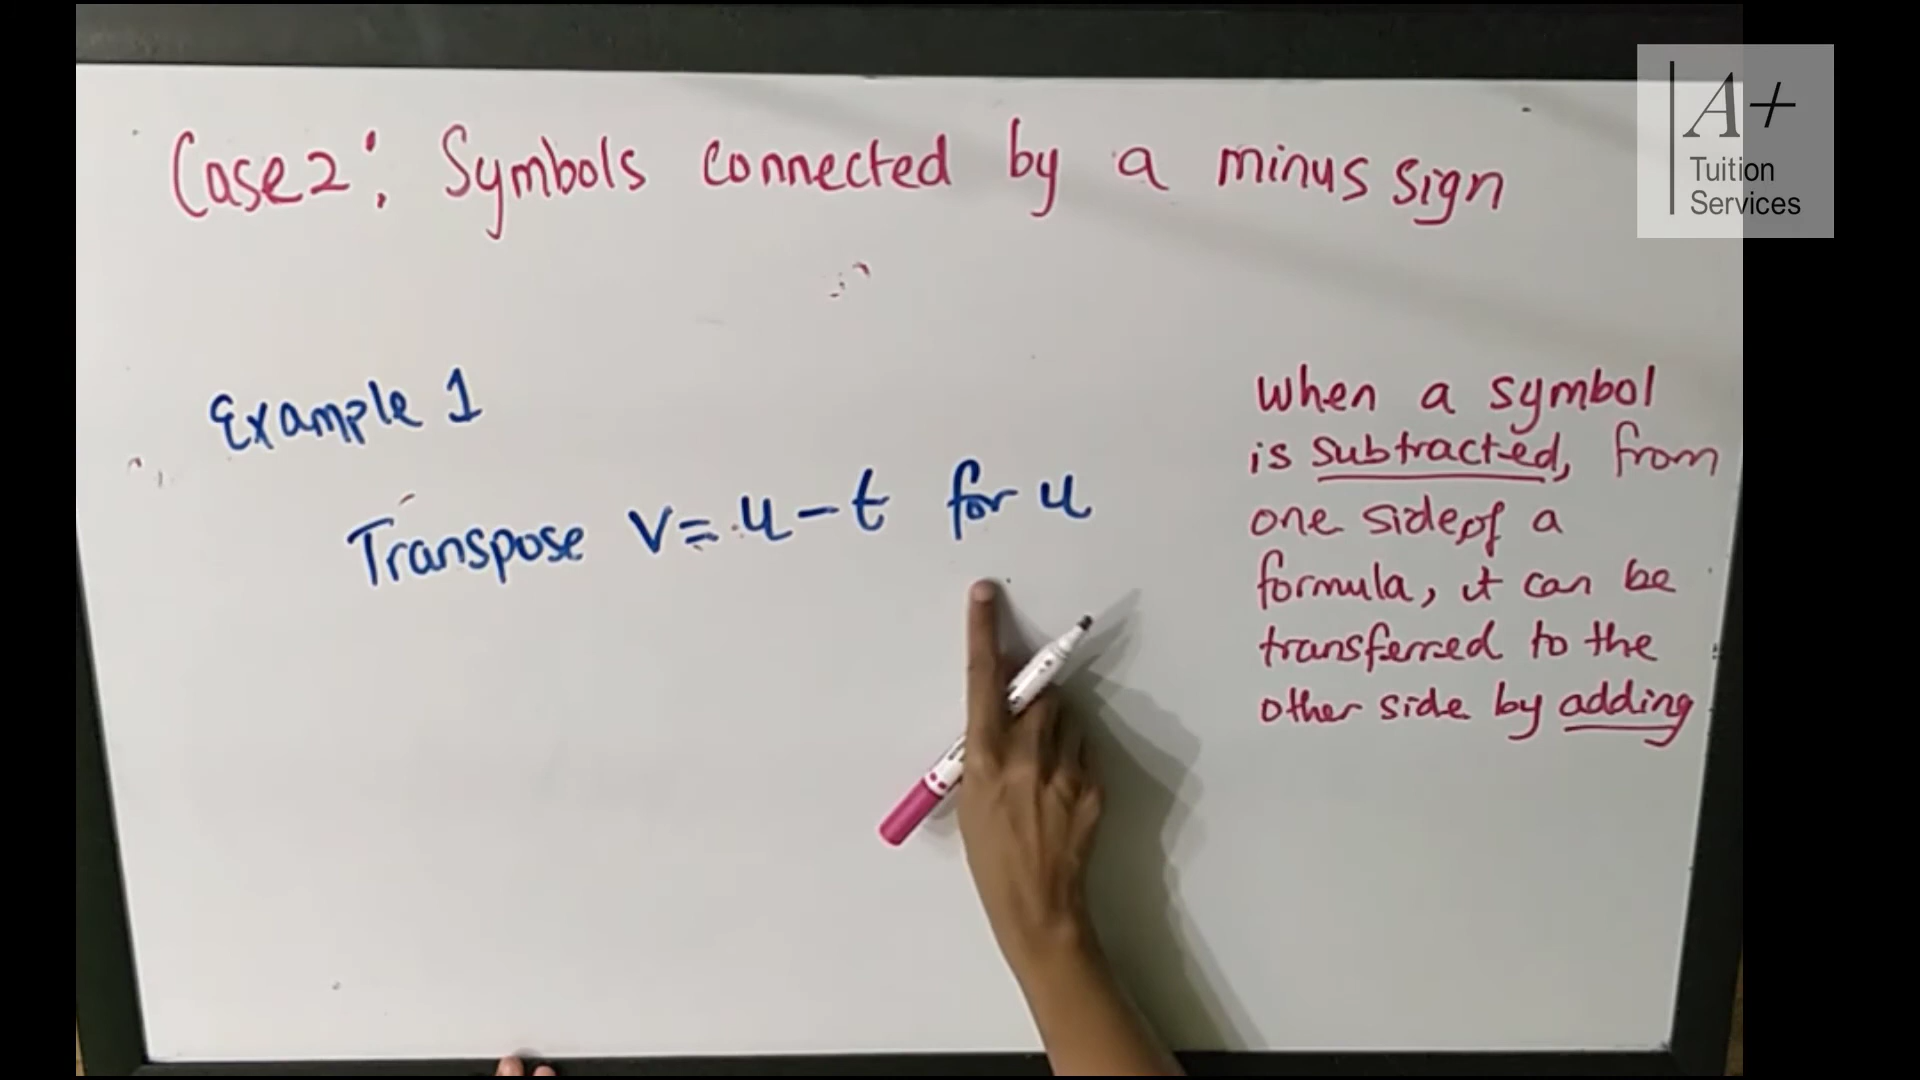 Case 2: Symbols connected by a minus sign
A+
Tuition
Services
Example 1
Transpose v = u - t for u
When a symbol
is subtracted, from
one side of a
formula, it can be
transferred to the
other side by adding